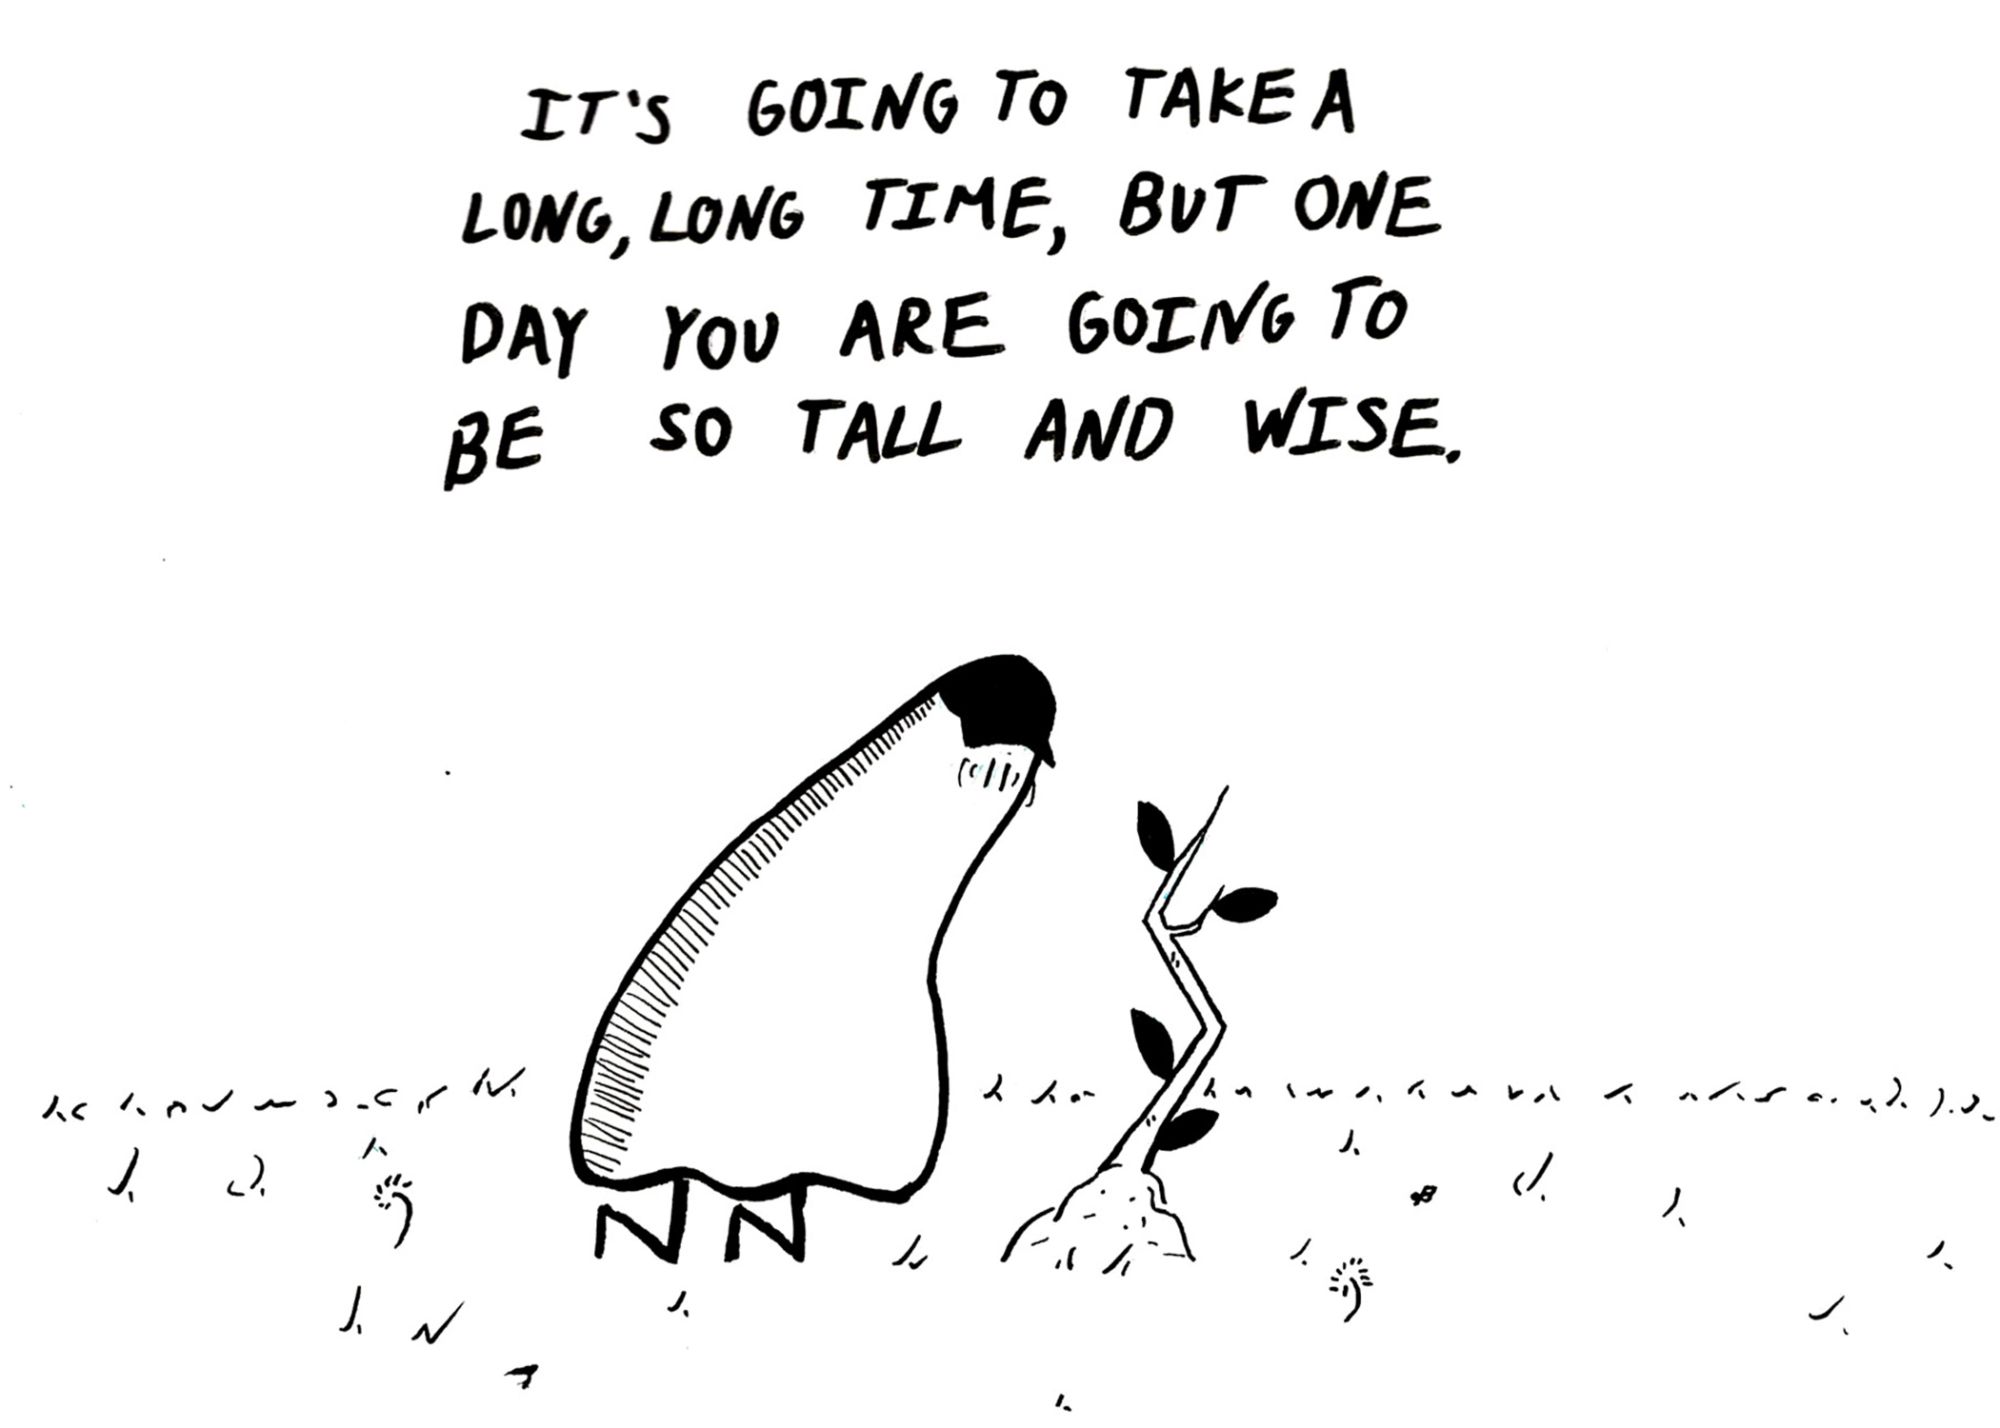 IT'S GOING TO TAKE A
LONG, LONG TIME, BUT ONE
DAY YOU ARE GOING TO
BE SO TALL AND WISE.